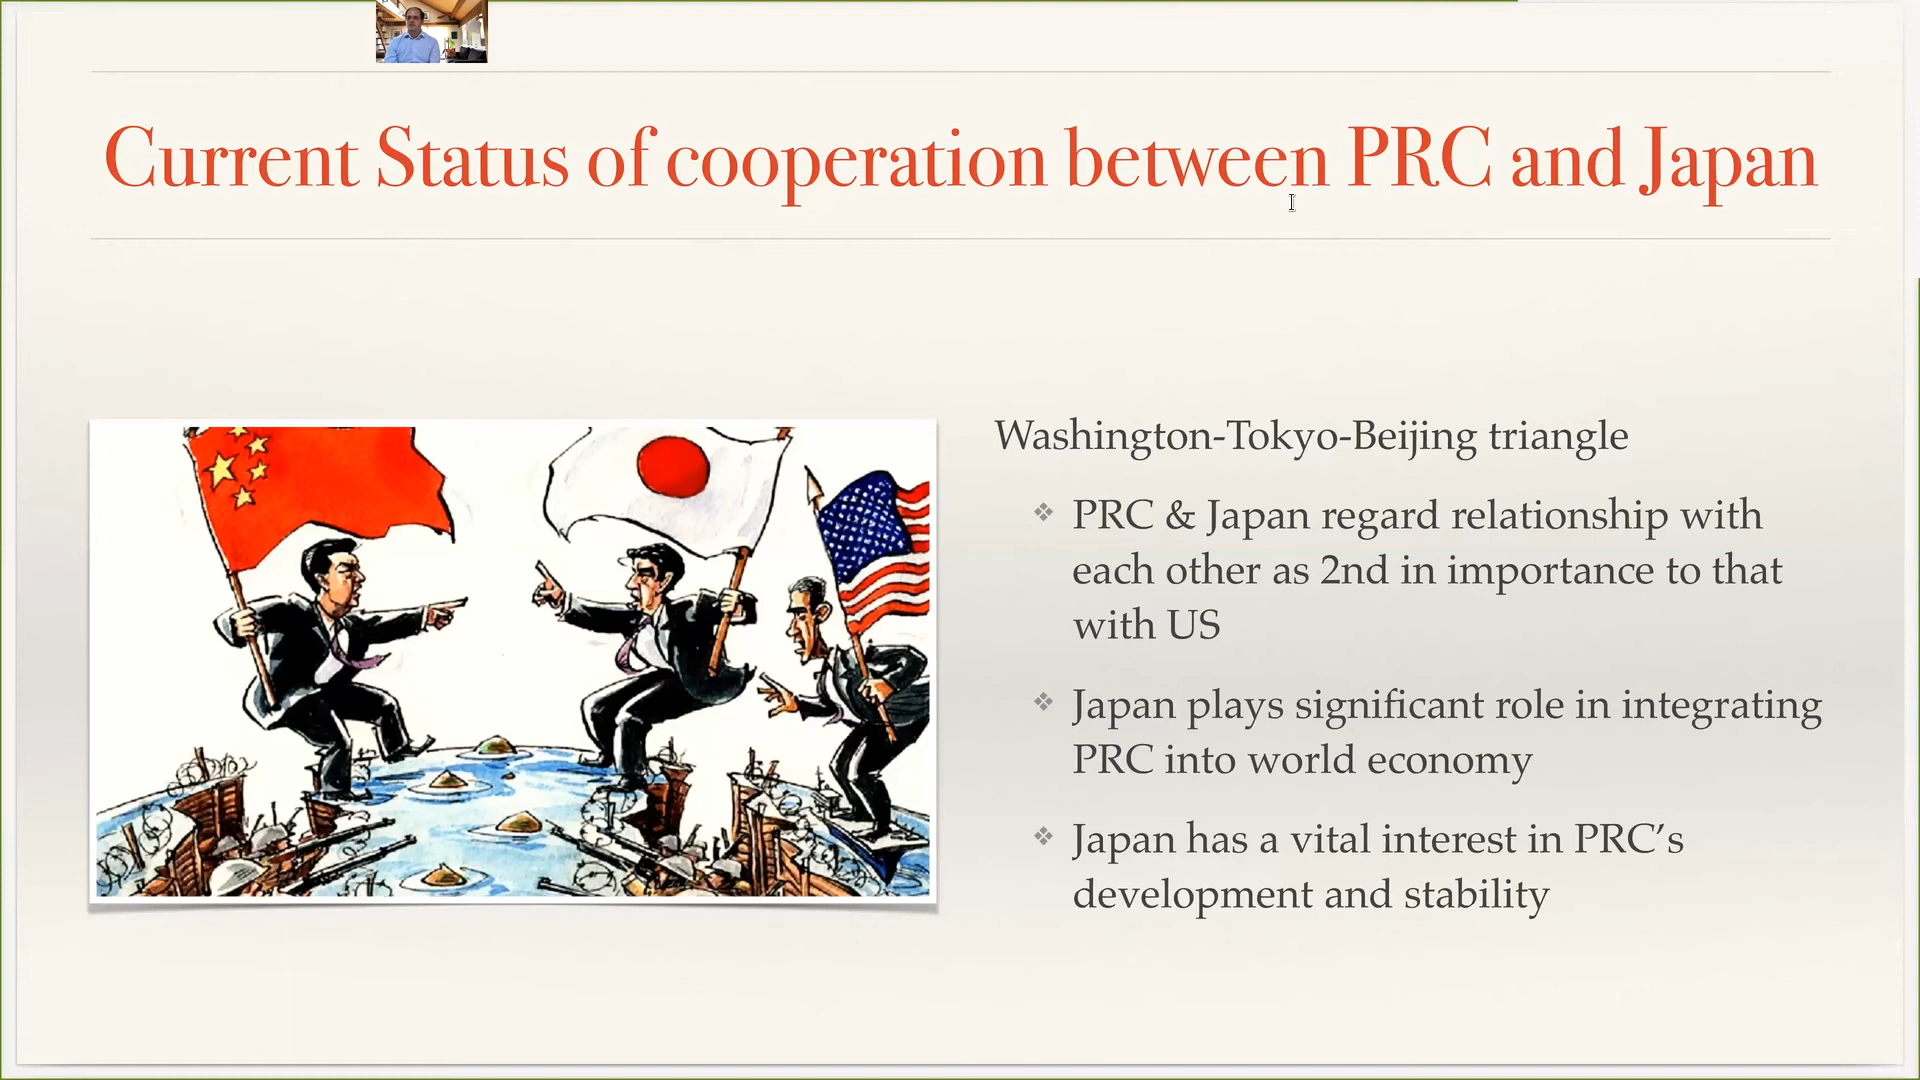 Current Status of cooperation between PRC and Japan
Washington-Tokyo-Beijing triangle
❖ PRC & Japan regard relationship with
each other as 2nd in importance to that
with US
❖ Japan plays significant role in integrating
PRC into world economy
❖ Japan has a vital interest in PRC’s
development and stability